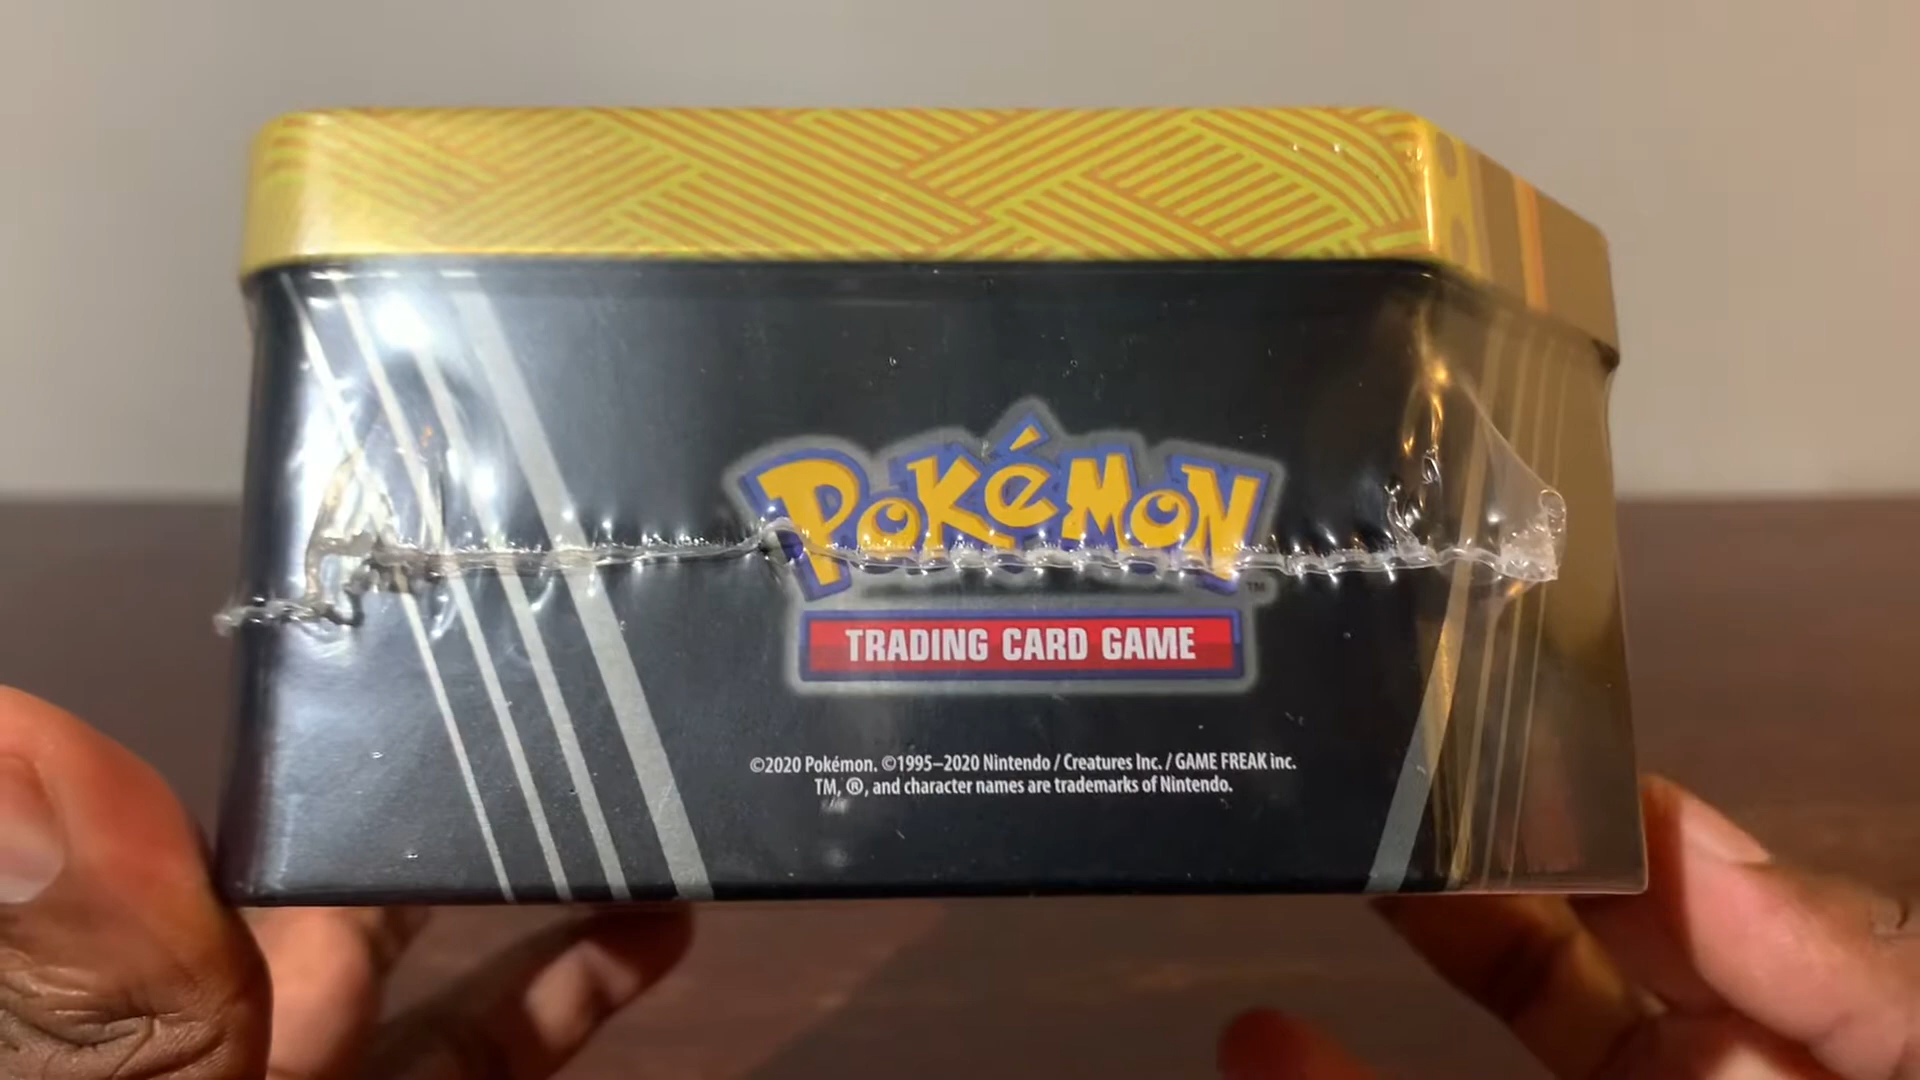 POKéMON
TM
TRADING CARD GAME
©2020 Pokémon. ©1995–2020 Nintendo / Creatures Inc. / GAME FREAK inc.
TM, ®, and character names are trademarks of Nintendo.